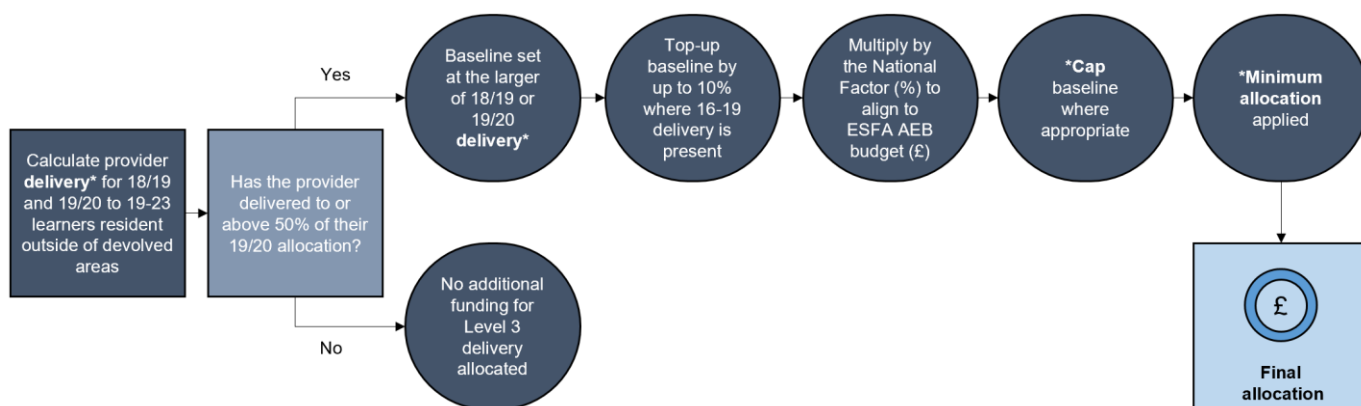 Calculate provider
delivery* for 18/19
and 19/20 to 19-23
learners resident
outside of devolved
areas
Has the provider
delivered to or
above 50% of their
19/20 allocation?
Yes
Baseline set
at the larger
of 18/19 or
19/20
delivery*
Top-up
baseline by
up to 10%
where 16-19
delivery is
present
Multiply by
the National
Factor (%) to
align to
ESFA AEB
budget (£)
*Cap
baseline
where
appropriate
*Minimum
allocation
applied
£
Final
allocation
No
No additional
funding for
Level 3
delivery
allocated